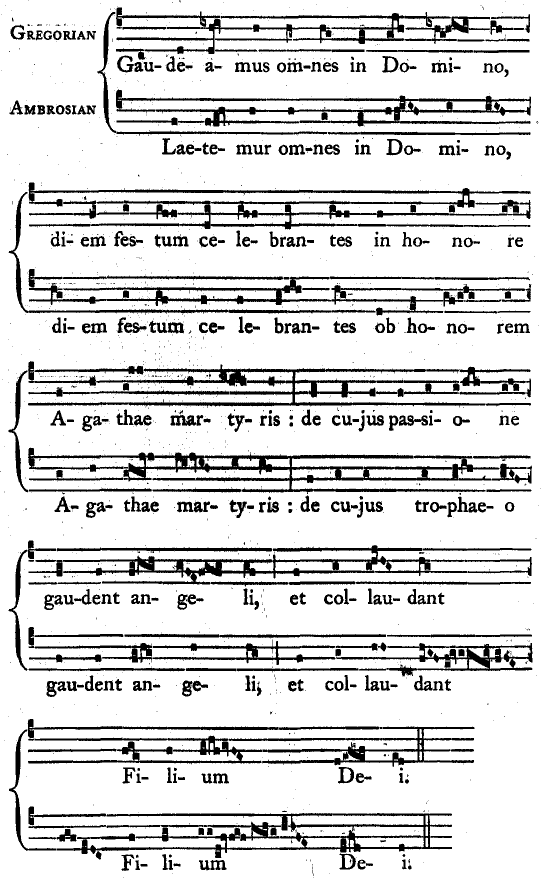 GREGORIAN
Gau-de- a- mus om-nes in Do- mi- no,
AMBROSIAN
Lae-te- mur om-nes in Do- mi- no,
di- em fes- tum ce- le- bran- tes in ho- no- re
di- em fes-tum ce- le- bran- tes ob ho- no- rem
A- ga- thae mar- ty- ris : de cu-jus pas-si- o- ne
A- ga- thae mar- ty- ris : de cu-jus tro-phae- o
gau-dent an- ge- li, et col- lau- dant
gau-dent an- ge- li, et col- lau- dant
Fi- li- um De- i.
Fi- li- um De- i.